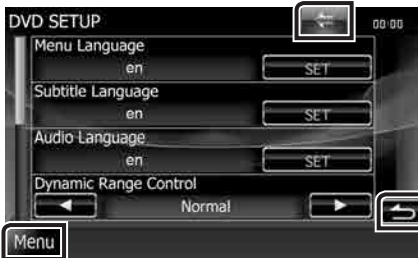 DVD SETUP 00:00
Menu Language
en SET
Subtitle Language
en SET
Audio Language
en SET
Dynamic Range Control
Normal
Menu